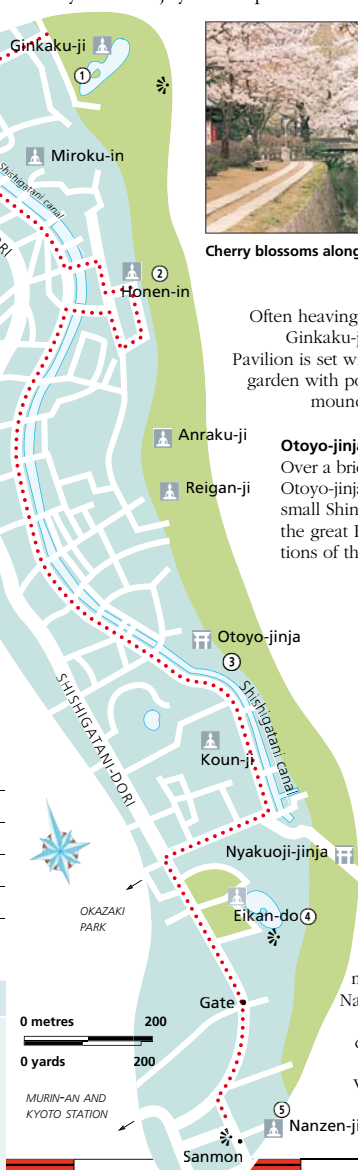 Ginkaku-ji
1
Miroku-in
Shishigatani canal
2
Honen-in
Cherry blossoms along
Often heaving
Ginkaku-j
Pavilion is set w
garden with po
mound
Anraku-ji
Reigan-ji
Otoyo-jinja
Over a brid
Otoyo-jinja
small Shin
the great
tions of th
Otoyo-jinja
3
SHISHIGATANI-DORI
Shishigatani canal
Koun-ji
Nyakuoji-jinja
OKAZAKI
PARK
Eikan-do 4
Gate
0 metres 200
0 yards 200
MURIN-AN AND
KYOTO STATION
Na
5
Nanzen-ji
Sanmon